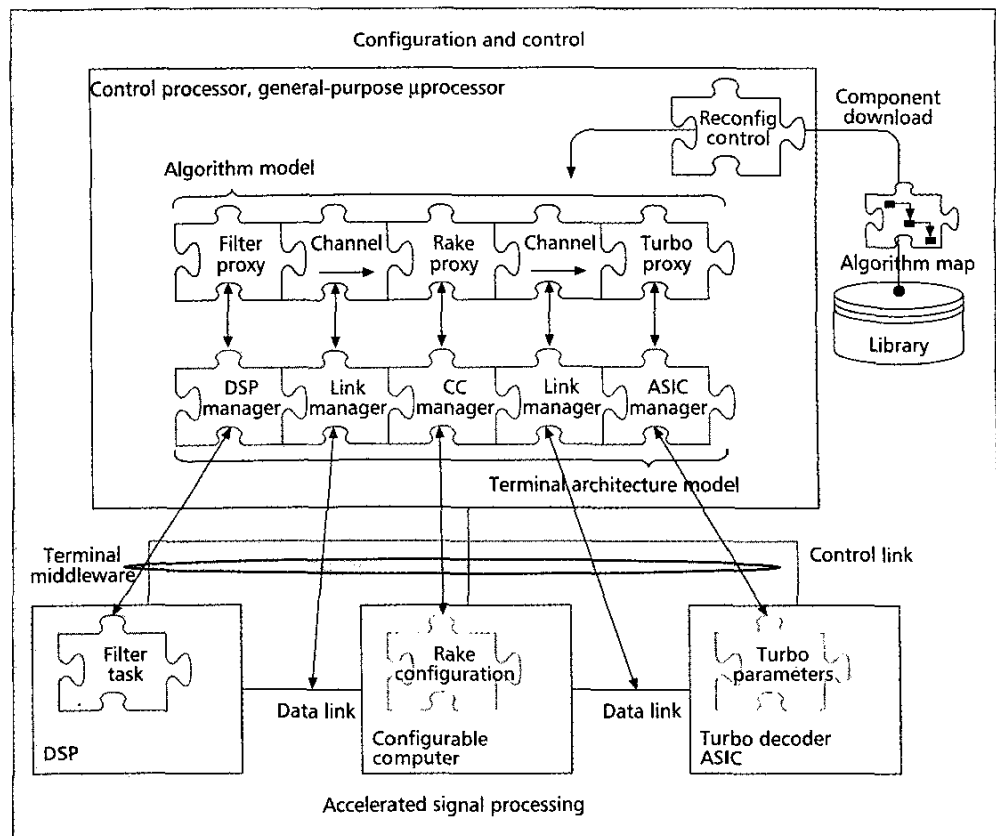 Configuration and control
Control processor, general-purpose μprocessor
Reconfig
control
Component
download
Algorithm model
Filter
proxy
Channel
Rake
proxy
Channel
Turbo
proxy
Algorithm map
Library
DSP
manager
Link
manager
CC
manager
Link
manager
ASIC
manager
Terminal architecture model
Terminal
middleware
Control link
Filter
task
Rake
configuration
Turbo
parameters
Data link
Data link
DSP
Configurable
computer
Turbo decoder
ASIC
Accelerated signal processing